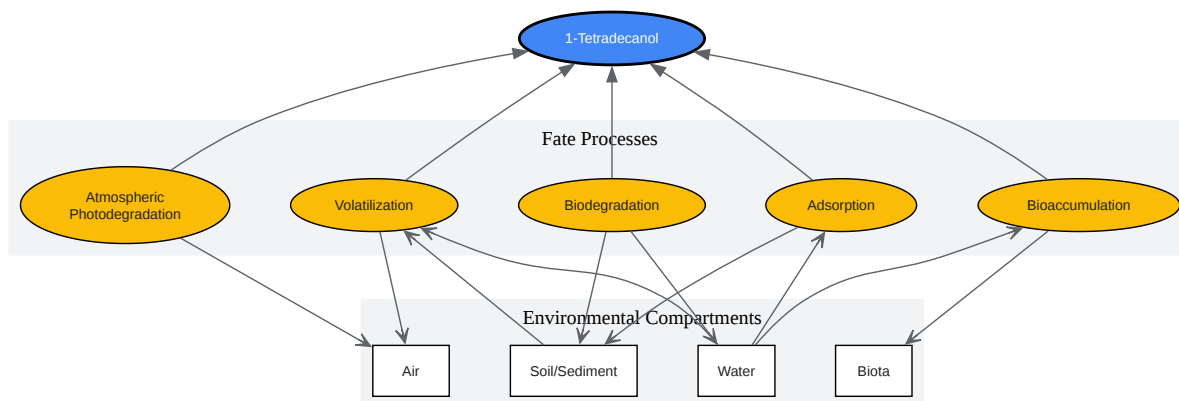 1-Tetradecanol
Fate Processes
Atmospheric
Photodegradation
Volatilization
Biodegradation
Adsorption
Bioaccumulation
Environmental Compartments
Air
Soil/Sediment
Water
Biota